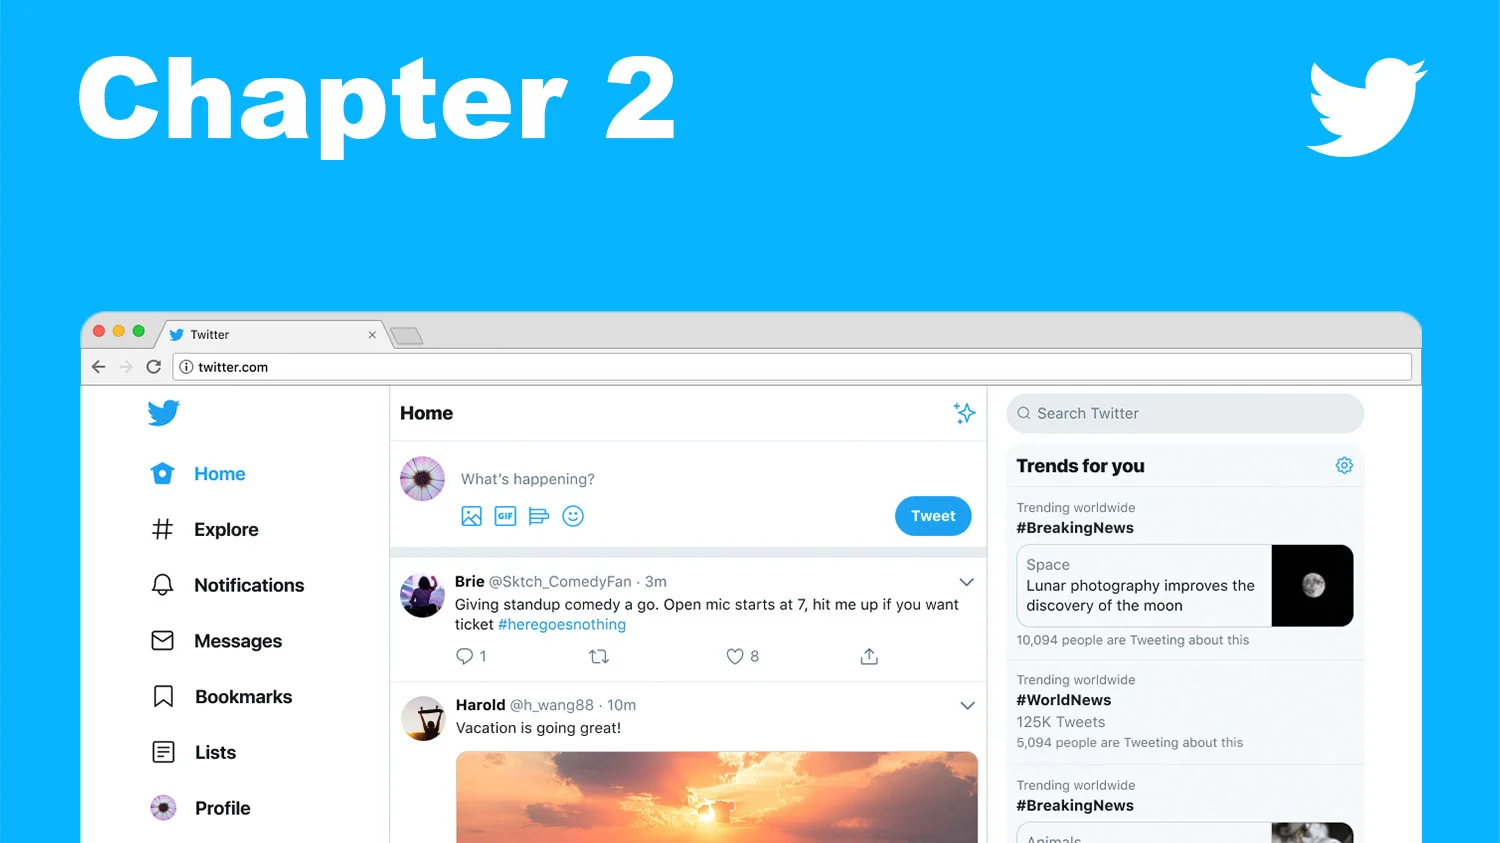 Chapter 2
Twitter
twitter.com
Home
Explore
Notifications
Messages
Bookmarks
Lists
Profile
Home
What's happening?
GIF
Tweet
Brie @Sktch_ComedyFan · 3m
Giving standup comedy a go. Open mic starts at 7, hit me up if you want
ticket #heregoesnothing
1
8
Harold @h_wang88 · 10m
Vacation is going great!
Search Twitter
Trends for you
Trending worldwide
#BreakingNews
Space
Lunar photography improves the
discovery of the moon
10,094 people are Tweeting about this
Trending worldwide
#WorldNews
125K Tweets
5,094 people are Tweeting about this
Trending worldwide
#BreakingNews
Animals